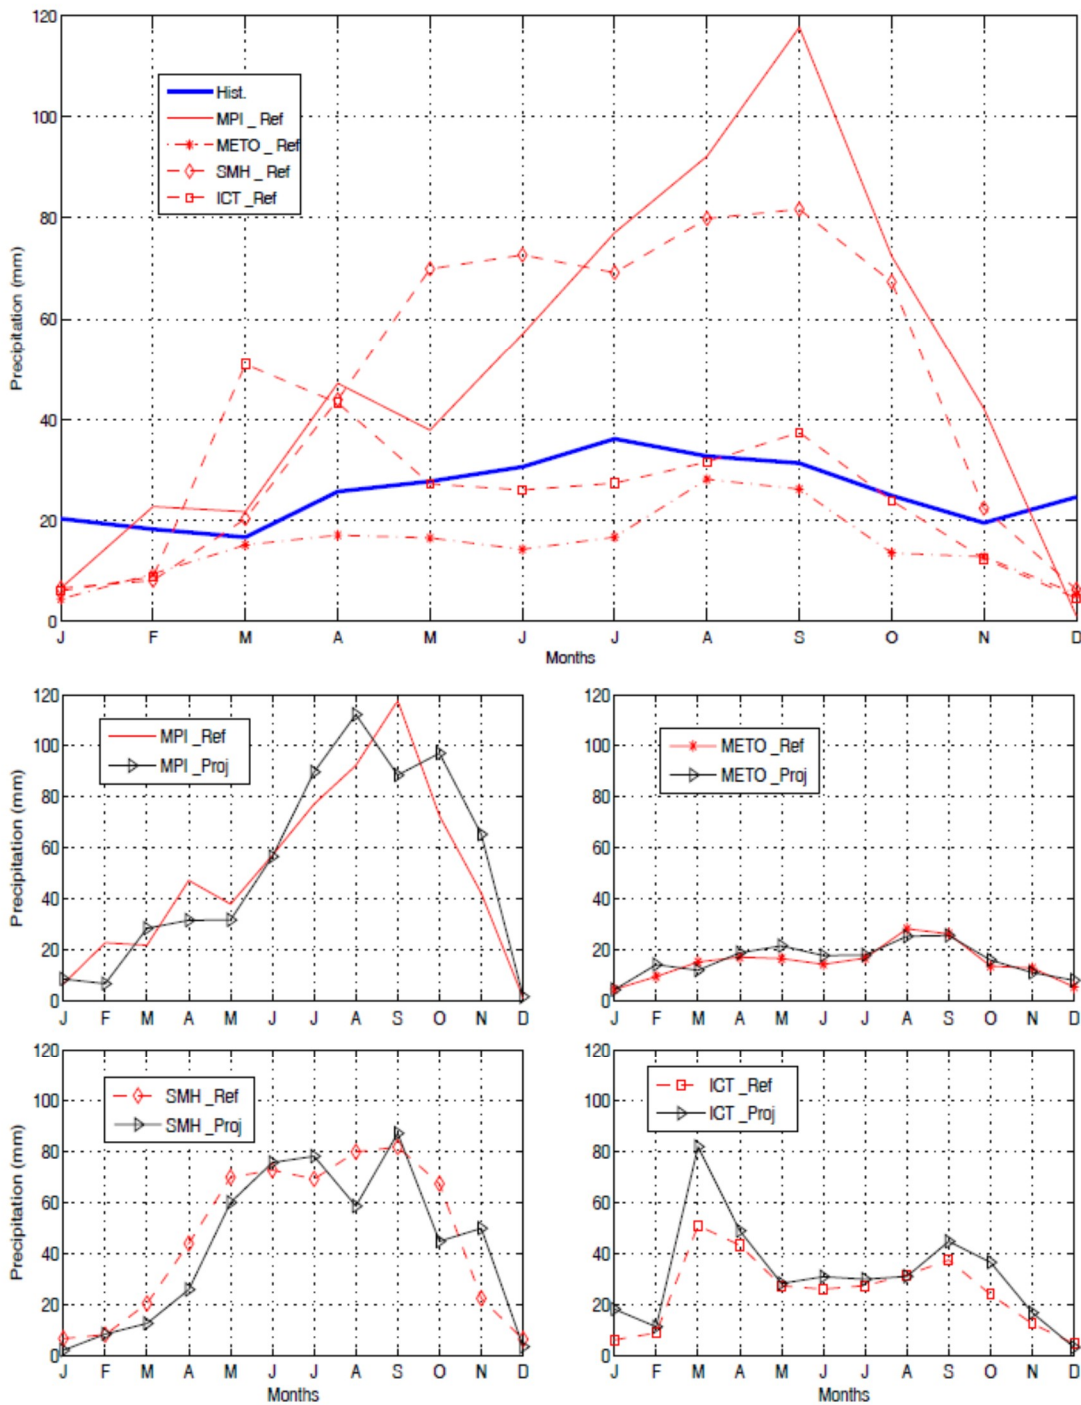 120
100
80
60
40
20
0
Precipitation (mm)
Hist.
MPI _ Ref
METO _ Ref
SMH _ Ref
ICT _Ref
J F M A M J J A S O N D
Months
120
100
80
60
40
20
0
Precipitation (mm)
MPI _Ref
MPI _Proj
J F M A M J J A S O N D
120
100
80
60
40
20
0
METO _Ref
METO _Proj
J F M A M J J A S O N D
120
100
80
60
40
20
0
Precipitation (mm)
SMH _Ref
SMH _Proj
J F M A M J J A S O N D
Months
120
100
80
60
40
20
0
ICT _Ref
ICT _Proj
J F M A M J J A S O N D
Months